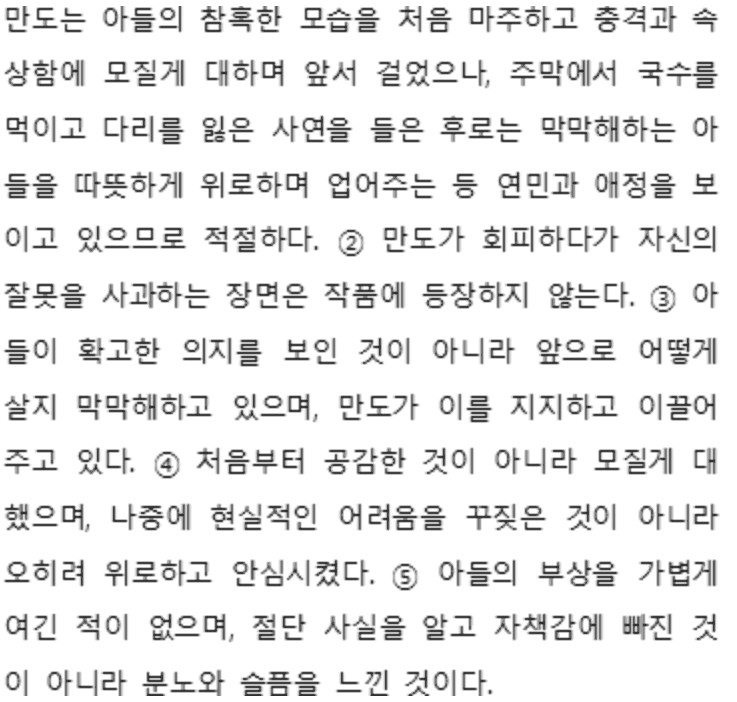 만도는 아들의 참혹한 모습을 처음 마주하고 충격과 속
상함에 모질게 대하며 앞서 걸었으나, 주막에서 국수를
먹이고 다리를 잃은 사연을 들은 후로는 막막해하는 아
들을 따뜻하게 위로하며 업어주는 등 연민과 애정을 보
이고 있으므로 적절하다. ② 만도가 회피하다가 자신의
잘못을 사과하는 장면은 작품에 등장하지 않는다. ③ 아
들이 확고한 의지를 보인 것이 아니라 앞으로 어떻게
살지 막막해하고 있으며, 만도가 이를 지지하고 이끌어
주고 있다. ④ 처음부터 공감한 것이 아니라 모질게 대
했으며, 나중에 현실적인 어려움을 꾸짖은 것이 아니라
오히려 위로하고 안심시켰다. ⑤ 아들의 부상을 가볍게
여긴 적이 없으며, 절단 사실을 알고 자책감에 빠진 것
이 아니라 분노와 슬픔을 느낀 것이다.